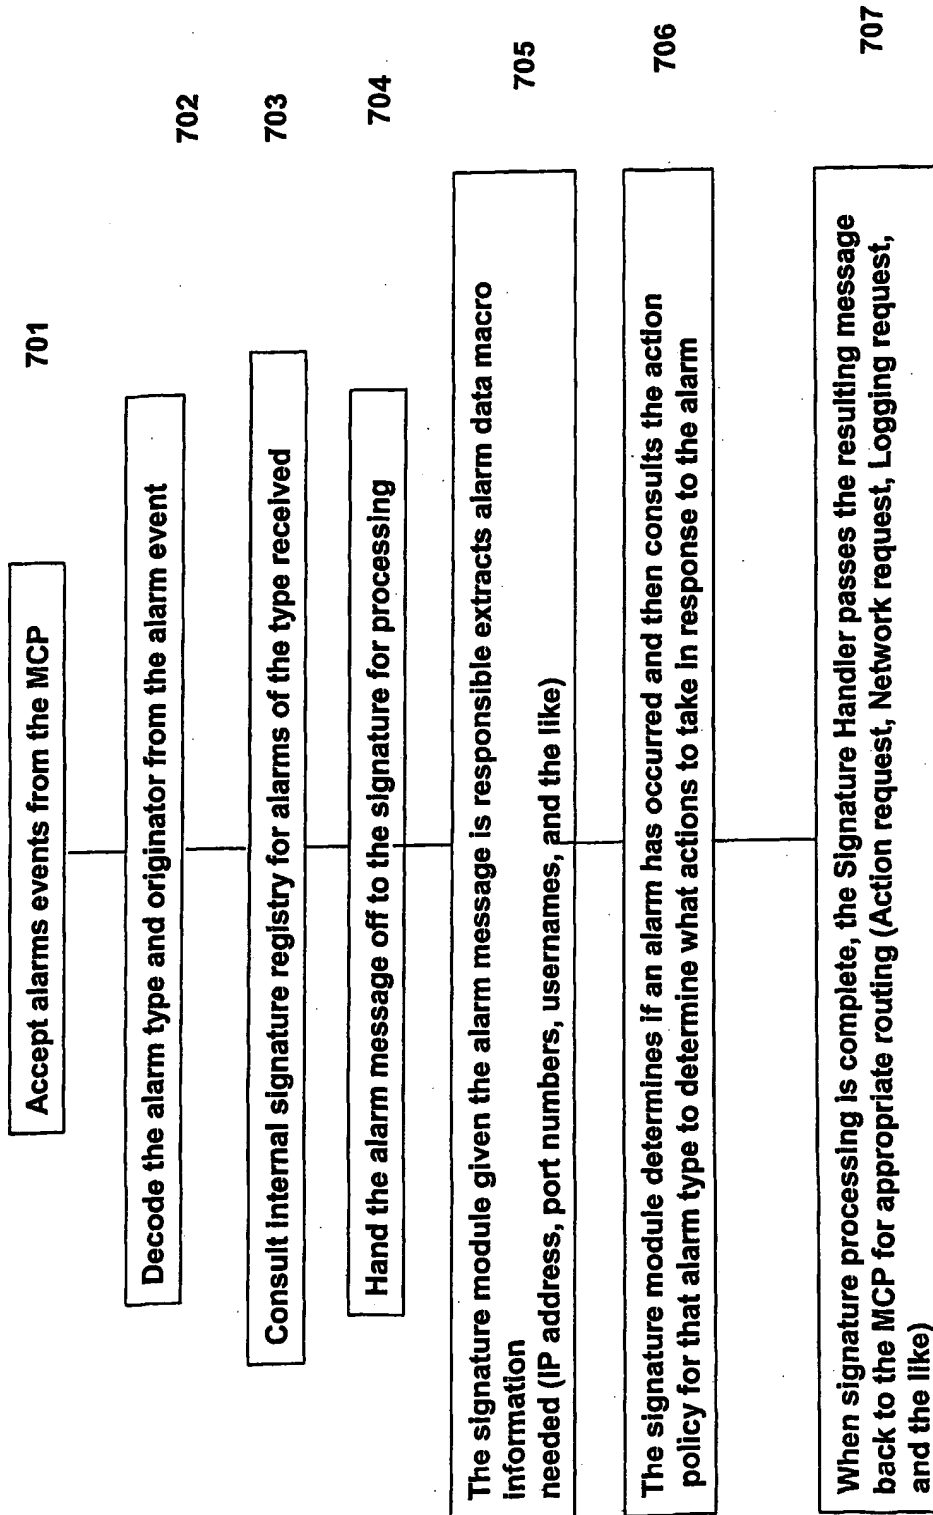 Accept alarms events from the MCP
701
Decode the alarm type and originator from the alarm event
702
Consult internal signature registry for alarms of the type received
703
Hand the alarm message off to the signature for processing
704
The signature module given the alarm message is responsible extracts alarm data macro
information
needed (IP address, port numbers, usernames, and the like)
705
The signature module determines if an alarm has occurred and then consults the action
policy for that alarm type to determine what actions to take in response to the alarm
706
When signature processing is complete, the Signature Handler passes the resulting message
back to the MCP for appropriate routing (Action request, Network request, Logging request,
and the like)
707